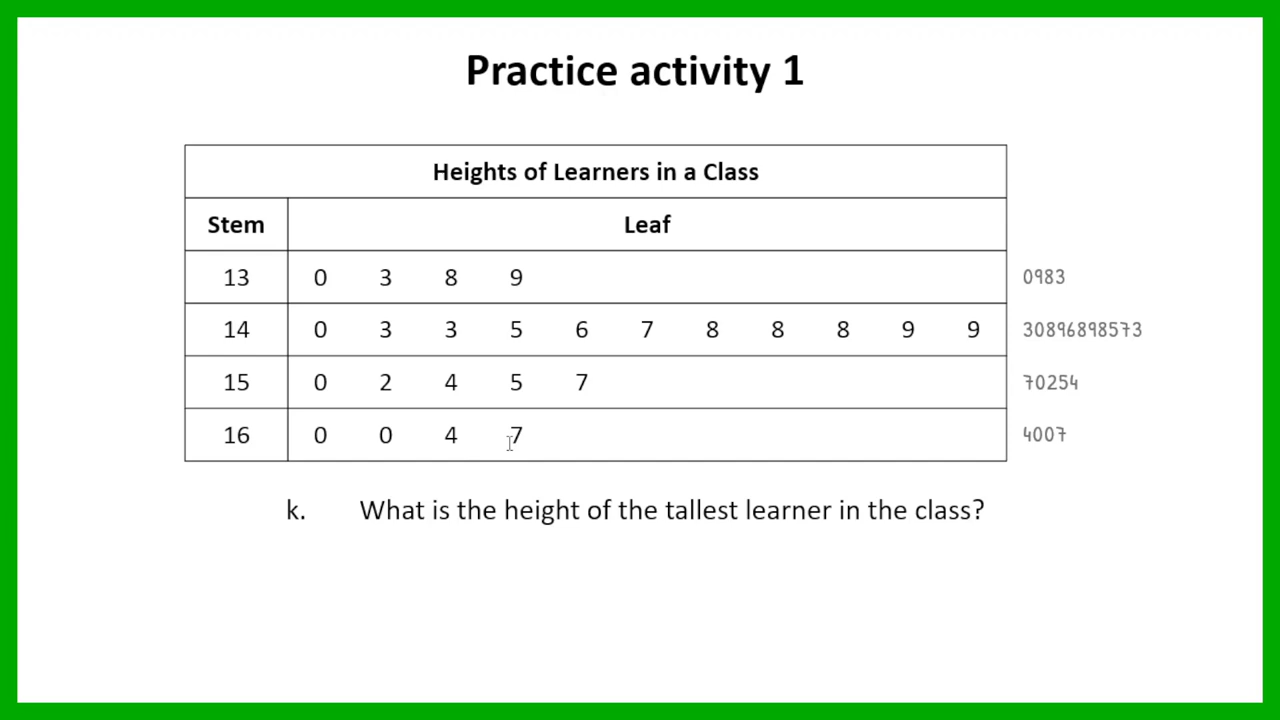 Practice activity 1
Heights of Learners in a Class
Stem Leaf
13 0 3 8 9 0983
14 0 3 3 5 6 7 8 8 8 9 9 30896898573
15 0 2 4 5 7 70254
16 0 0 4 7 4007
k. What is the height of the tallest learner in the class?